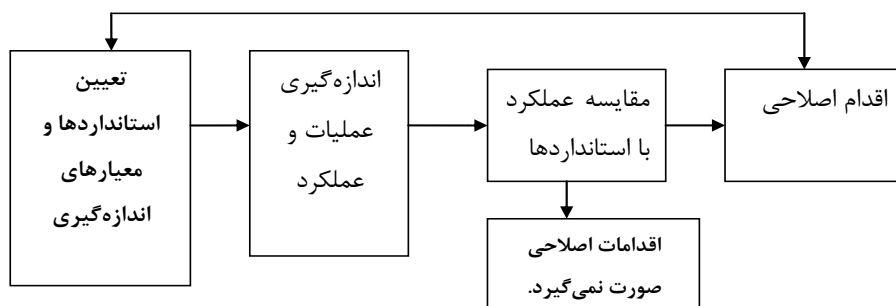 تعیین
استانداردها و
معیارهای
اندازه‌گیری
اندازه‌گیری
عملیات و
عملکرد
مقایسه عملکرد
با استانداردها
اقدام اصلاحی
اقدامات اصلاحی
صورت نمی‌گیرد.